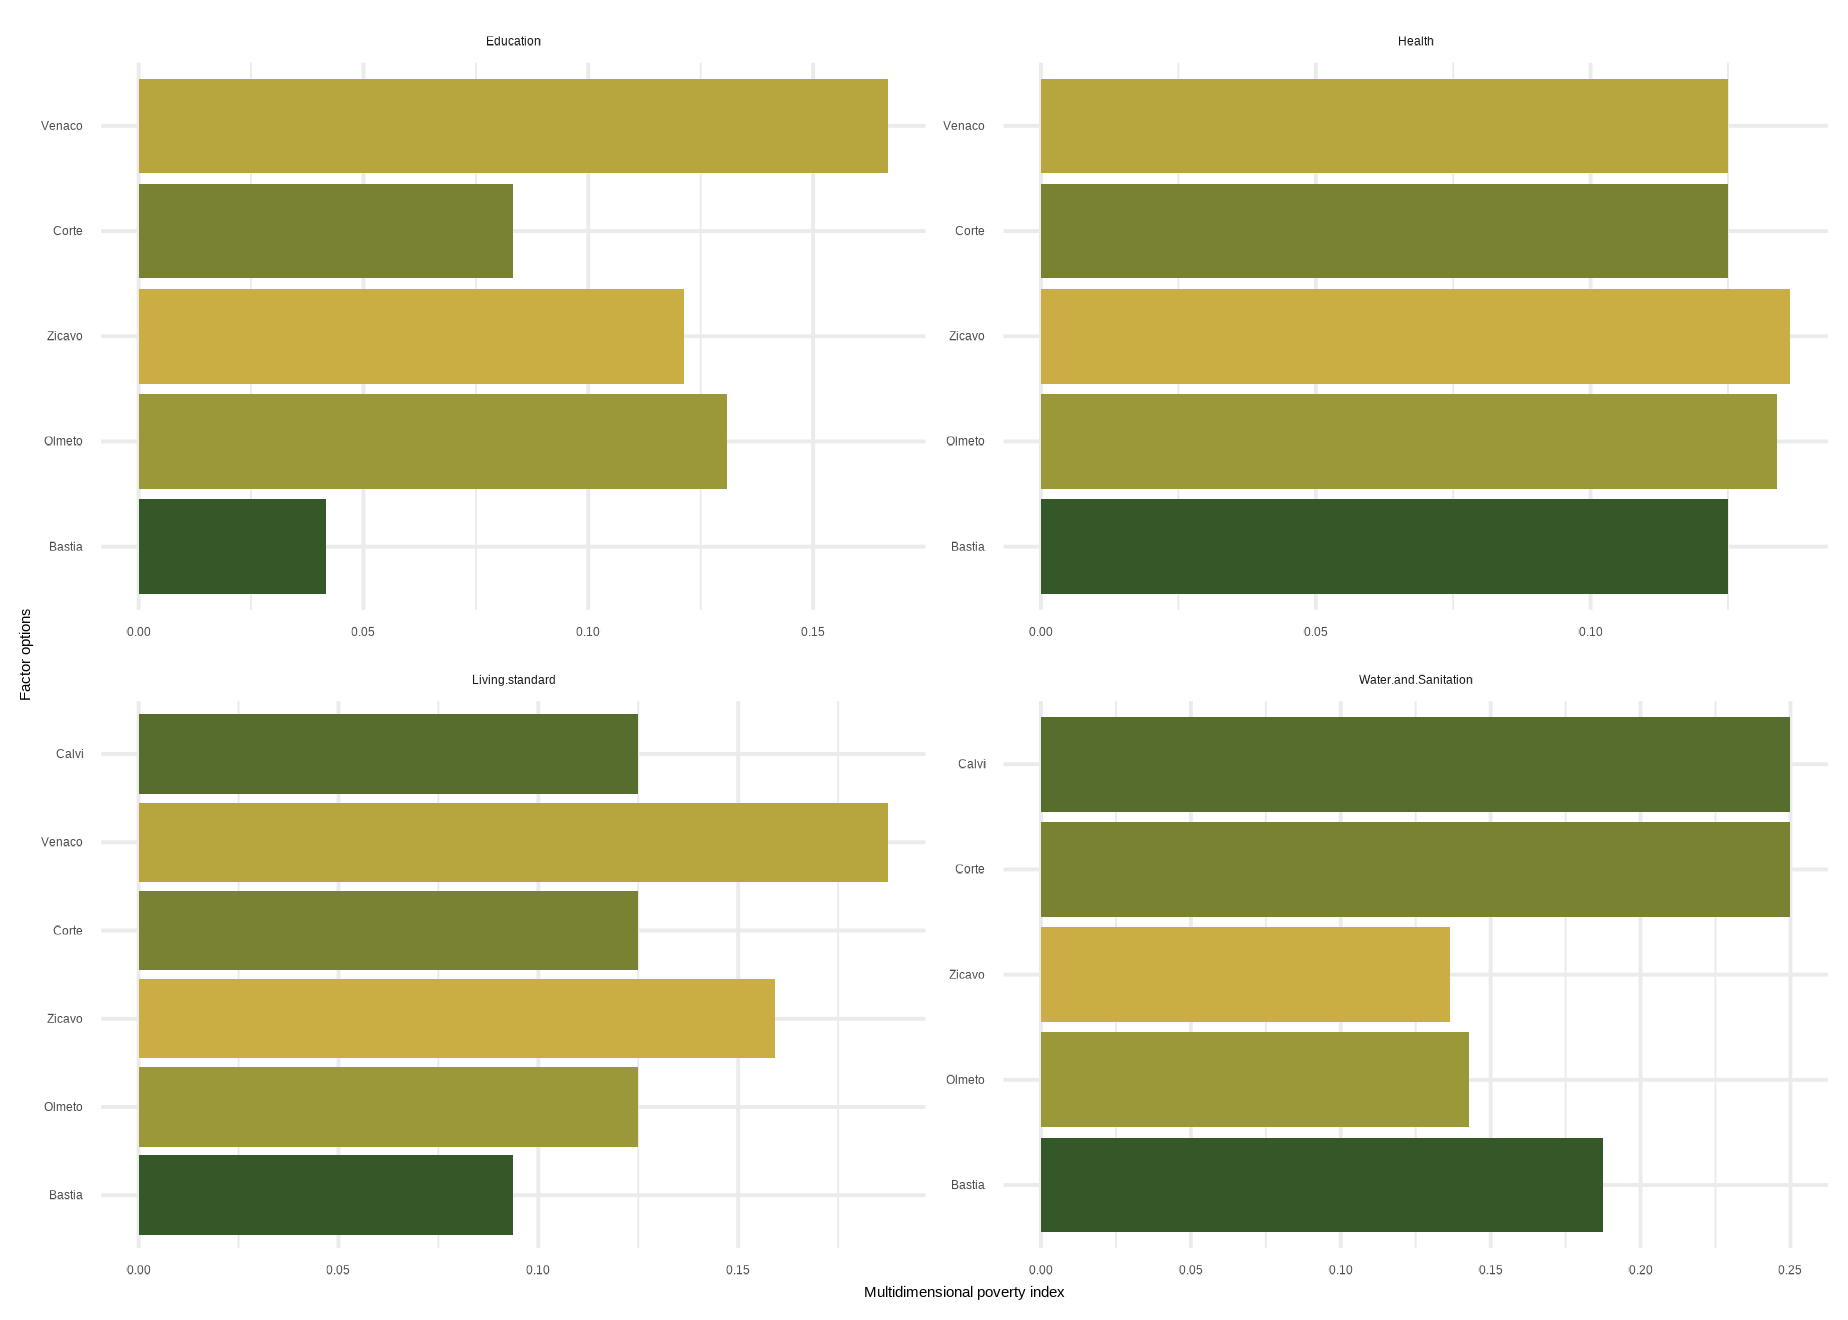 Education
Venaco
Corte
Zicavo
Olmeto
Bastia
0.00 0.05 0.10 0.15
Health
Venaco
Corte
Zicavo
Olmeto
Bastia
0.00 0.05 0.10
Factor options
Living.standard
Calvi
Venaco
Corte
Zicavo
Olmeto
Bastia
0.00 0.05 0.10 0.15
Water.and.Sanitation
Calvi
Corte
Zicavo
Olmeto
Bastia
0.00 0.05 0.10 0.15 0.20 0.25
Multidimensional poverty index